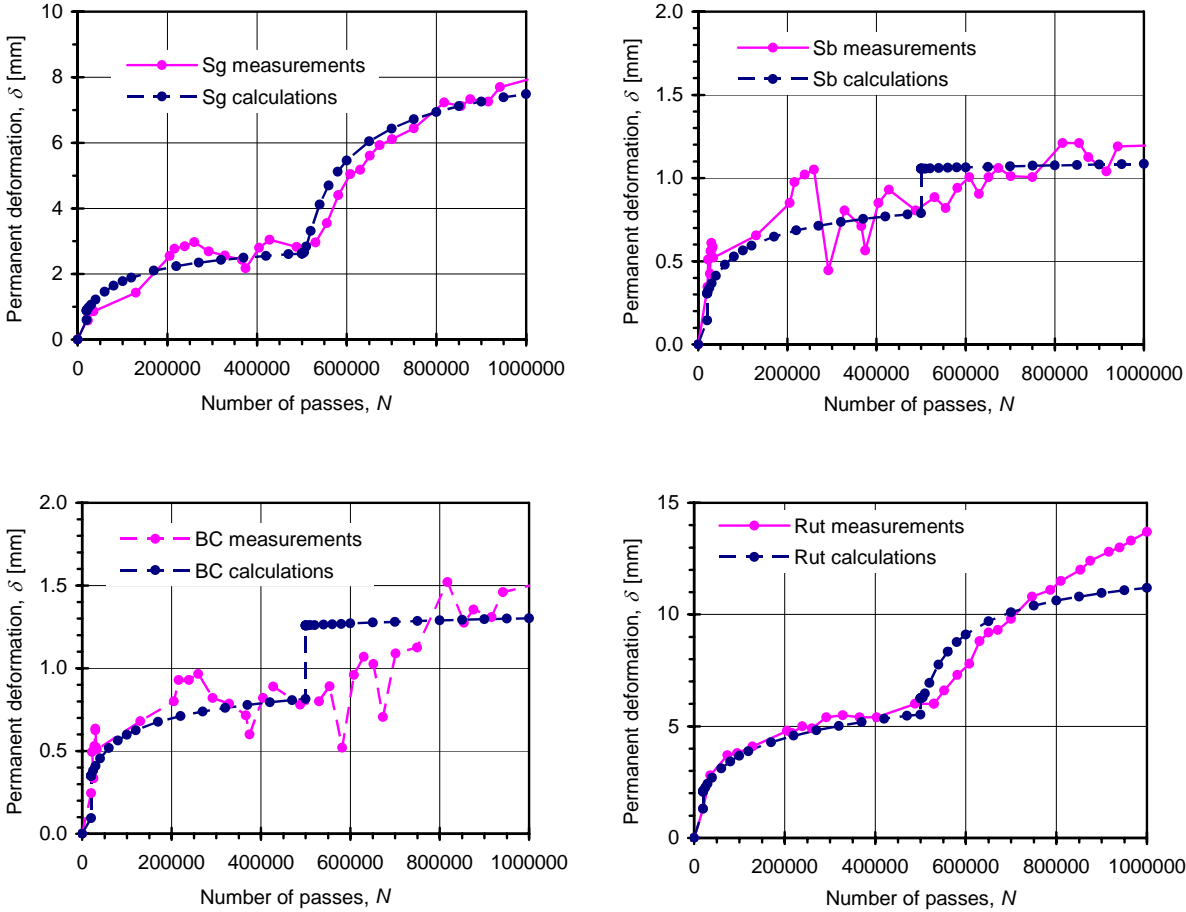 Permanent deformation, δ [mm]
10
8
6
4
2
0
Sg measurements
Sg calculations
0 200000 400000 600000 800000 1000000
Number of passes, N
Permanent deformation, δ [mm]
2.0
1.5
1.0
0.5
0.0
Sb measurements
Sb calculations
0 200000 400000 600000 800000 1000000
Number of passes, N
Permanent deformation, δ [mm]
2.0
1.5
1.0
0.5
0.0
BC measurements
BC calculations
0 200000 400000 600000 800000 1000000
Number of passes, N
Permanent deformation, δ [mm]
15
10
5
0
Rut measurements
Rut calculations
0 200000 400000 600000 800000 1000000
Number of passes, N